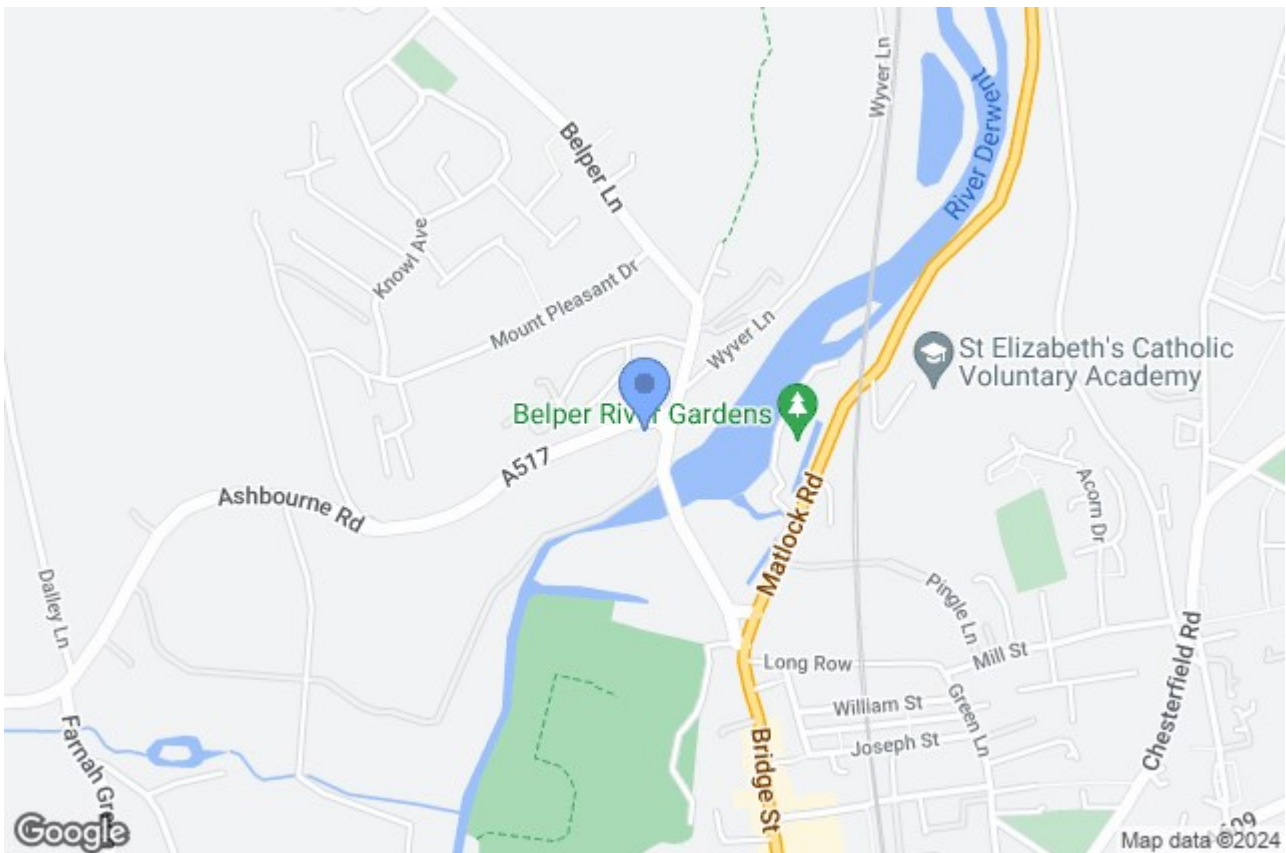 Wyver Ln
River Derwent
Belper Ln
Knowl Ave
Mount Pleasant Dr
Wyver Ln
St Elizabeth's Catholic
Voluntary Academy
Belper River Gardens
A517
Ashbourne Rd
Matlock Rd
Acorn Dr
Dalley Ln
Pingle Ln
Mill St
Chesterfield Rd
Long Row
Green Ln
William St
Joseph St
Farnah Green
Bridge St
Google
Map data ©2024